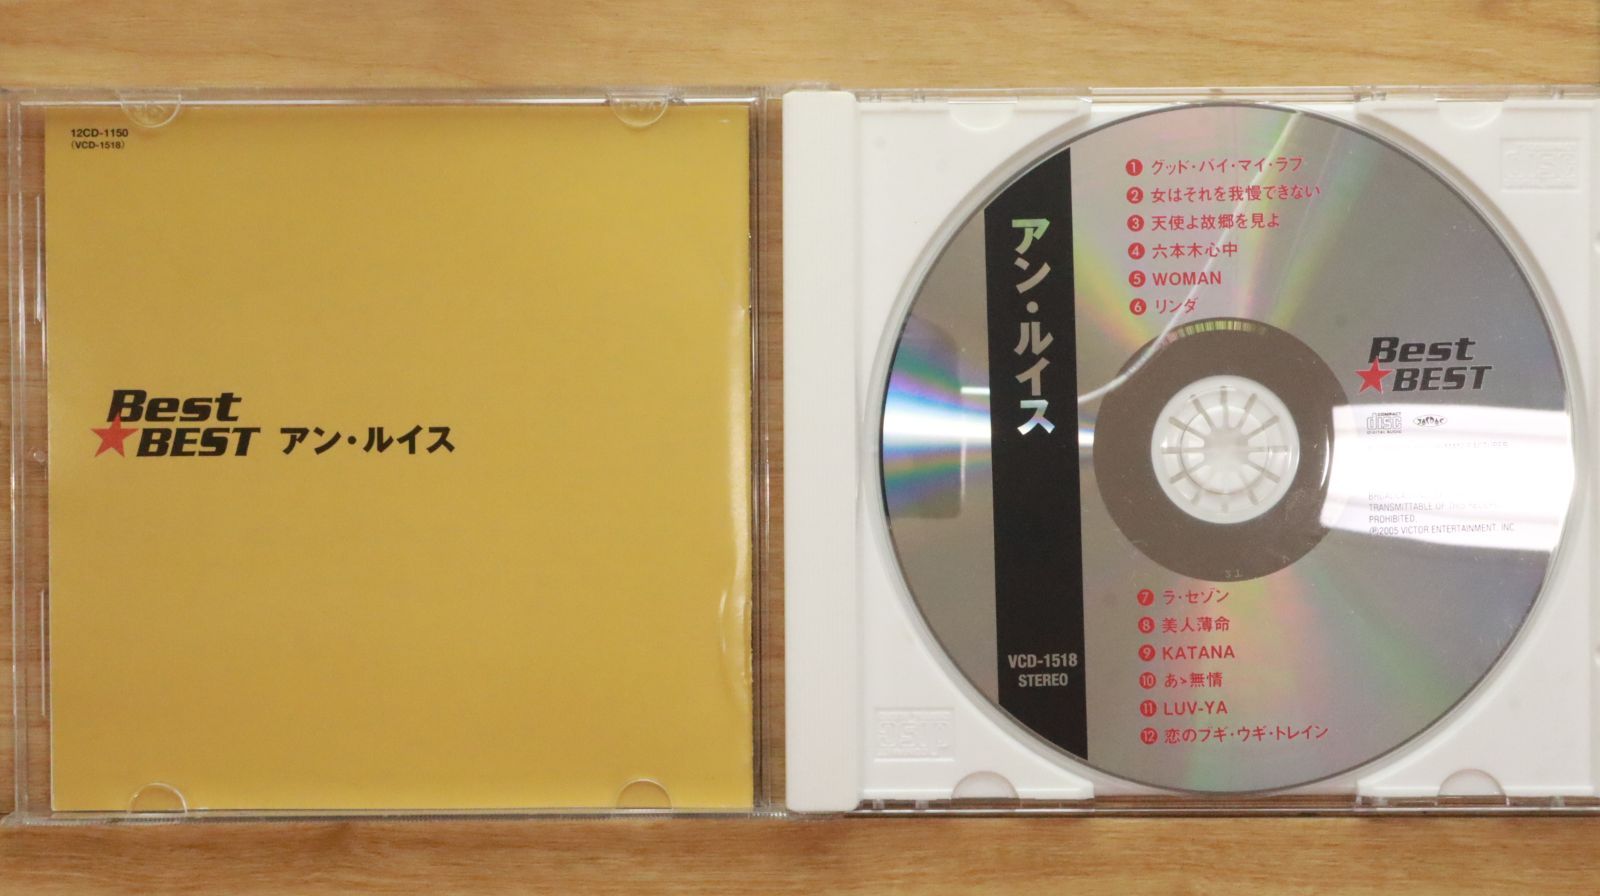 12CD-1150
(VCD-1518)
Best
★BEST アン・ルイス
アン・ルイス
VCD-1518
STEREO
1 グッド・バイ・マイ・ラブ
2 女はそれを我慢できない
3 天使よ故郷を見よ
4 六本木心中
5 WOMAN
6 リンダ
Best
★BEST
COMPACT
disc
DIGITAL AUDIO
TRANSMITTABLE OF
PROHIBITED.
Ⓟ2005 VICTOR ENTERTAINMENT, INC.
7 ラ・セゾン
8 美人薄命
9 KATANA
10 あゝ無情
11 LUV-YA
12 恋のブギ・ウギ・トレイン